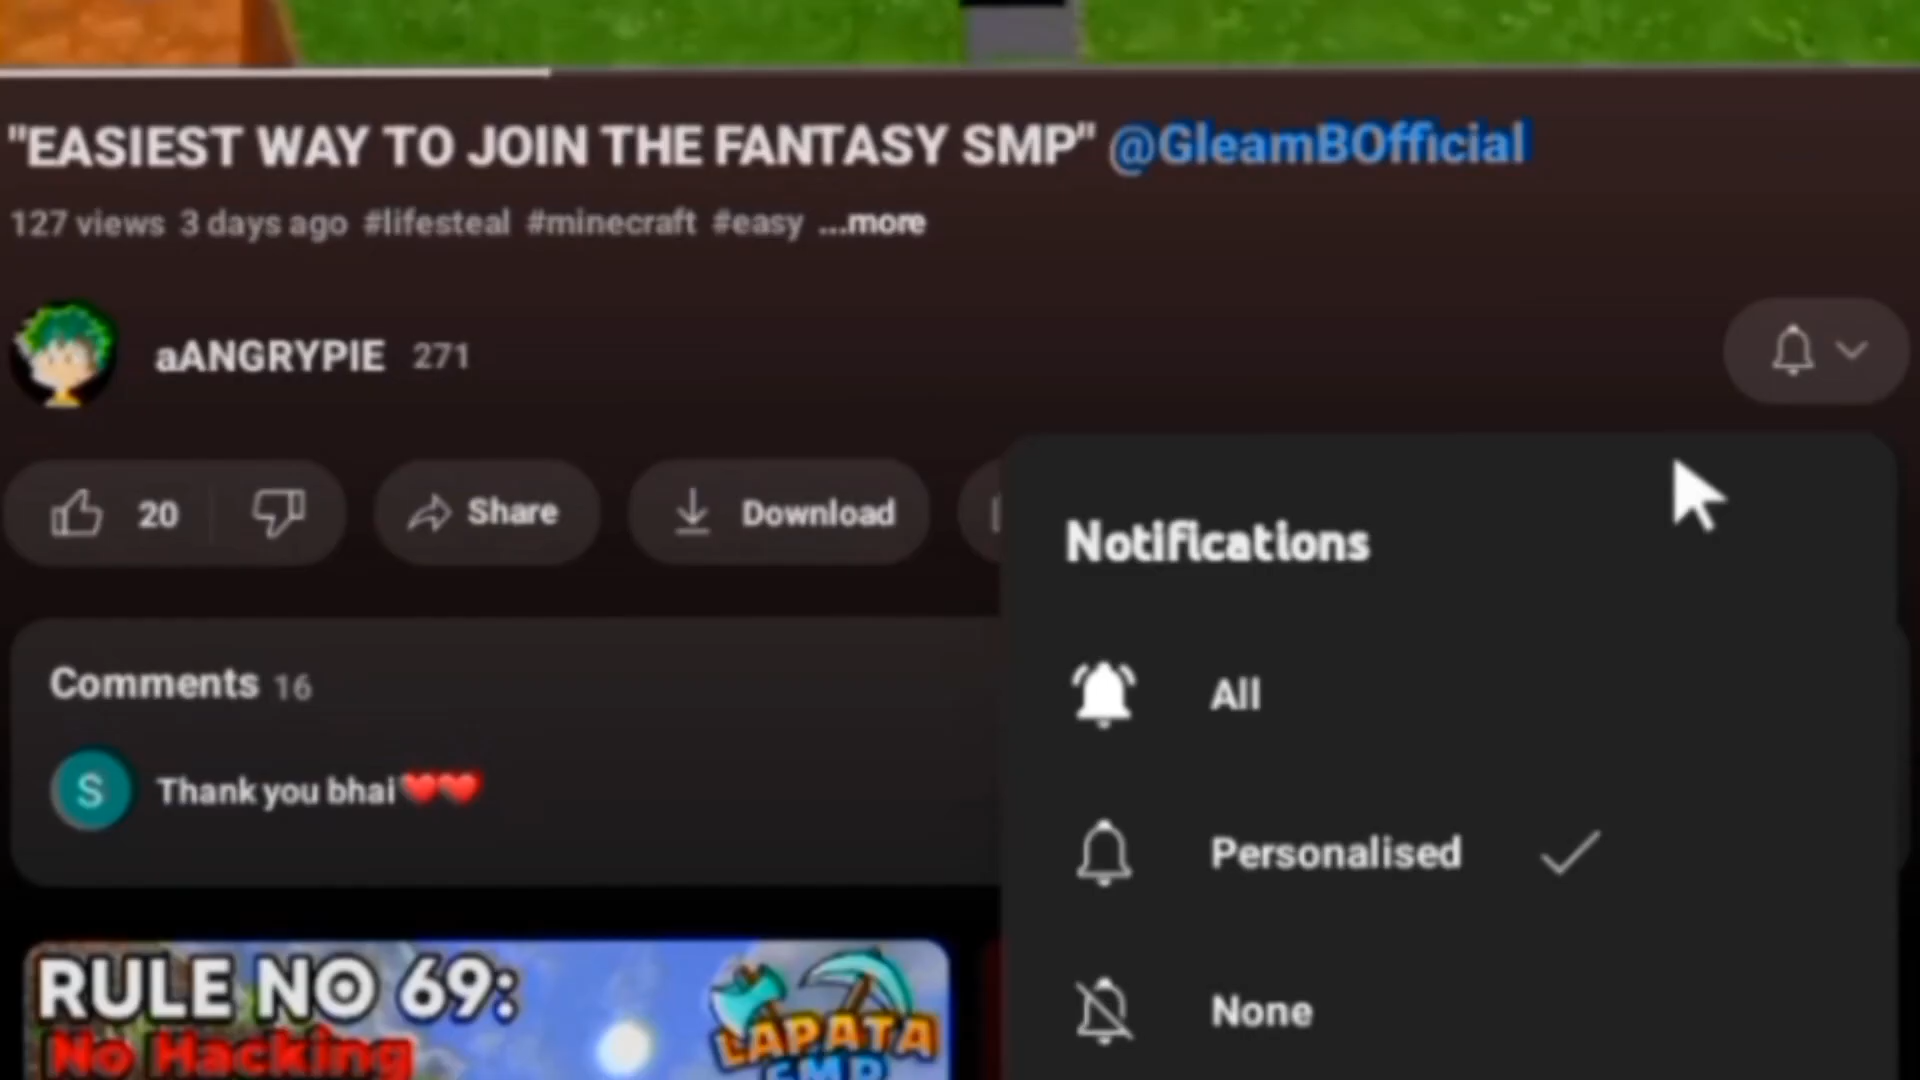 "EASIEST WAY TO JOIN THE FANTASY SMP" @GleamBOfficial
127 views 3 days ago #lifesteal #minecraft #easy ...more
aANGRYPIE 271
20 Share Download
Notifications
All
Personalised
None
Comments 16
S Thank you bhai❤️❤️
RULE NO 69:
No Hacking
LAPATA
SMP